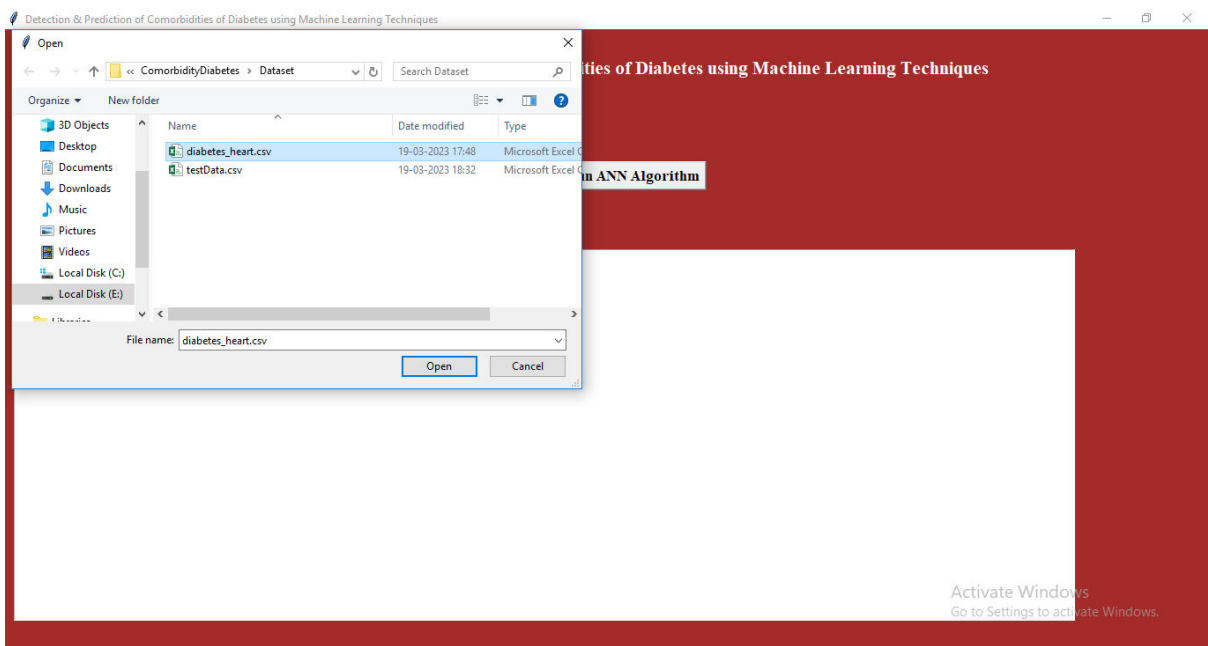 Detection & Prediction of Comorbidities of Diabetes using Machine Learning Techniques
Open
ities of Diabetes using Machine Learning Techniques
« ComorbidityDiabetes > Dataset
Search Dataset
Organize
New folder
3D Objects
Name
Date modified
Type
Desktop
diabetes_heart.csv
19-03-2023 17:48
Microsoft Excel C
Documents
testData.csv
19-03-2023 18:32
Microsoft Excel C
n ANN Algorithm
Downloads
Music
Pictures
Videos
Local Disk (C:)
Local Disk (E:)
Libraries
File name:
diabetes_heart.csv
Open
Cancel
Activate Windows
Go to Settings to activate Windows.